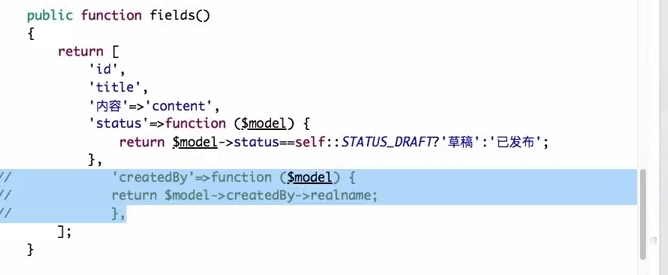 public function fields()
{
return [
'id',
'title',
'内容'=>'content',
'status'=>function ($model) {
return $model->status==self::STATUS_DRAFT?'草稿':'已发布';
},
// 'createdBy'=>function ($model) {
// return $model->createdBy->realname;
// },
];
}